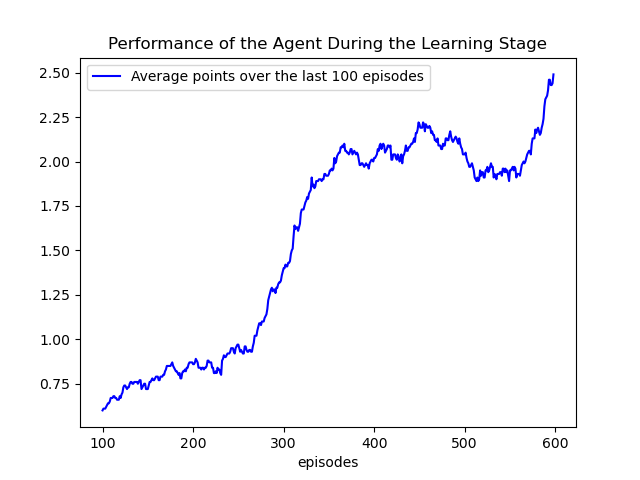 Performance of the Agent During the Learning Stage
Average points over the last 100 episodes
2.50
2.25
2.00
1.75
1.50
1.25
1.00
0.75
100 200 300 400 500 600
episodes